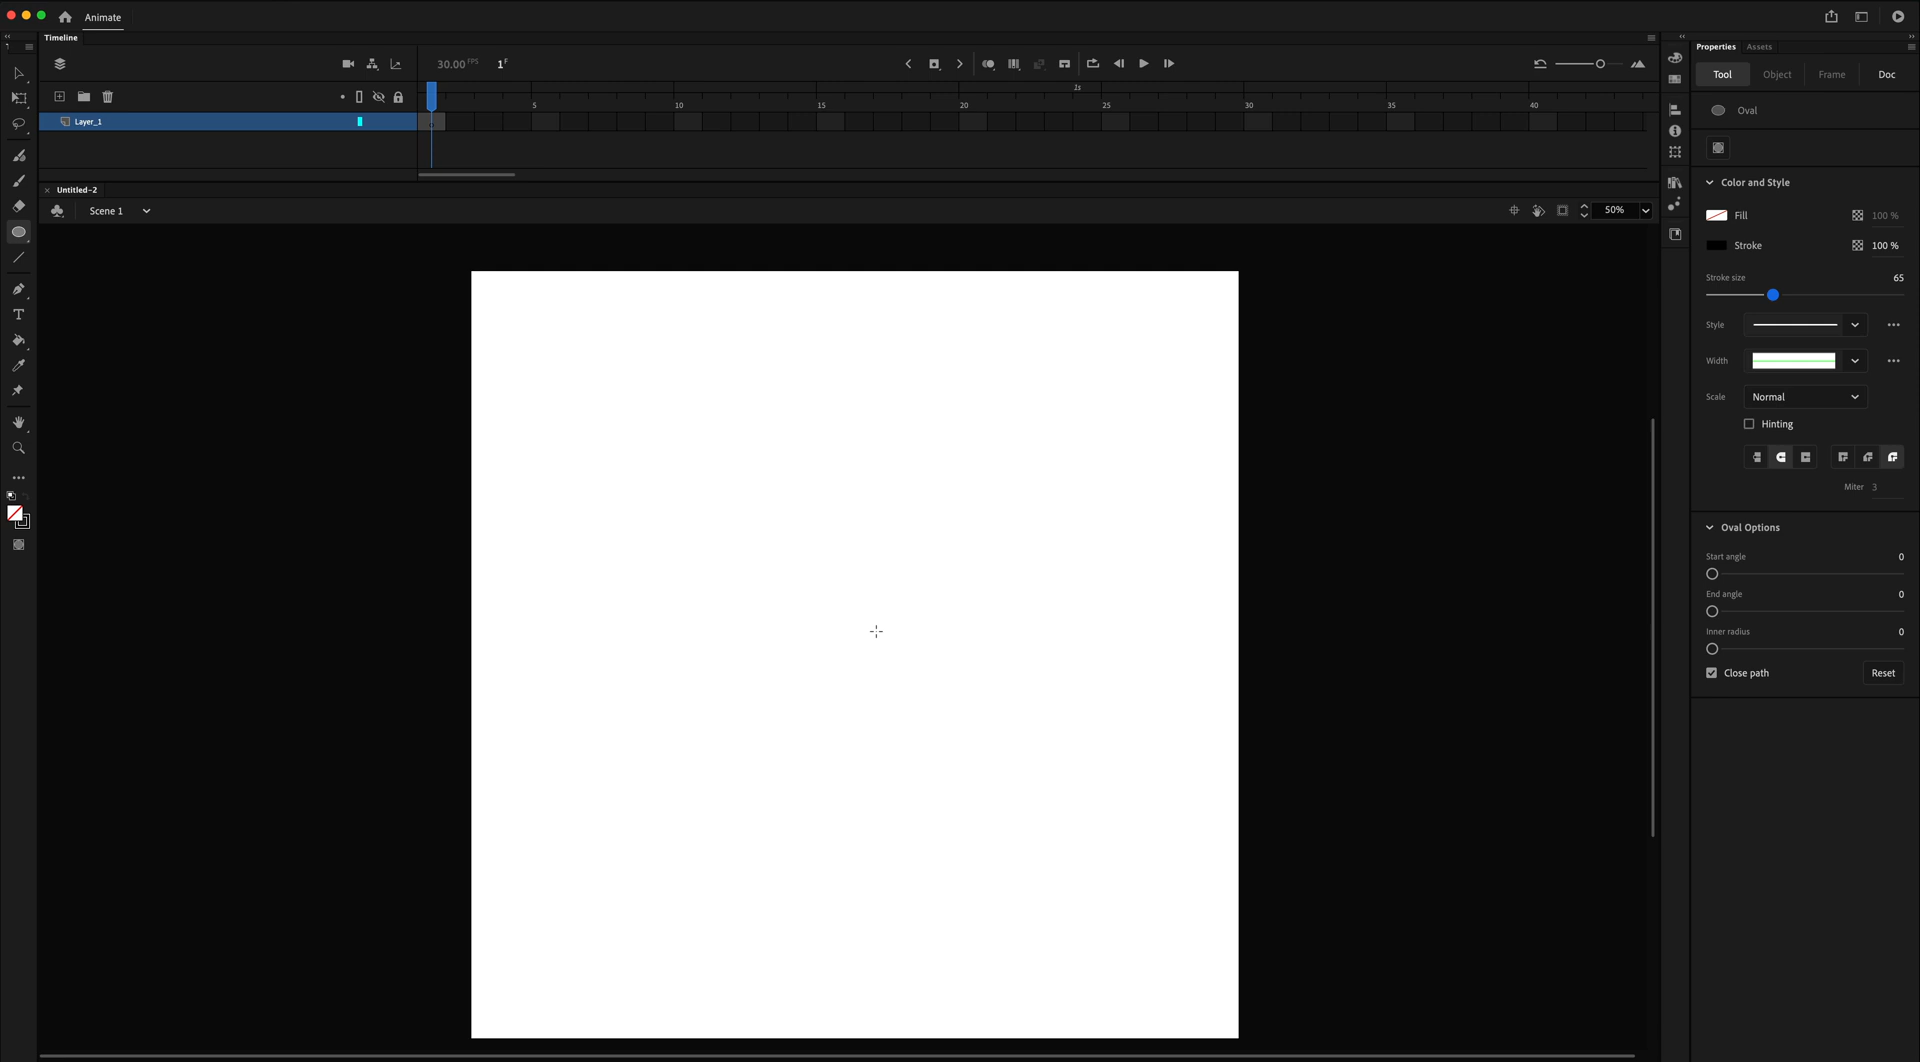 Animate
Timeline
Properties Assets
30.00 FPS 1 F
Tool Object Frame Doc
1s
5 10 15 20 25 30 35 40
Layer_1
Oval
Untitled-2
Color and Style
Scene 1
50%
Fill 100 %
Stroke 100 %
Stroke size 65
Style
Width
Scale Normal
Hinting
Miter 3
Oval Options
Start angle 0
End angle 0
Inner radius 0
Close path Reset